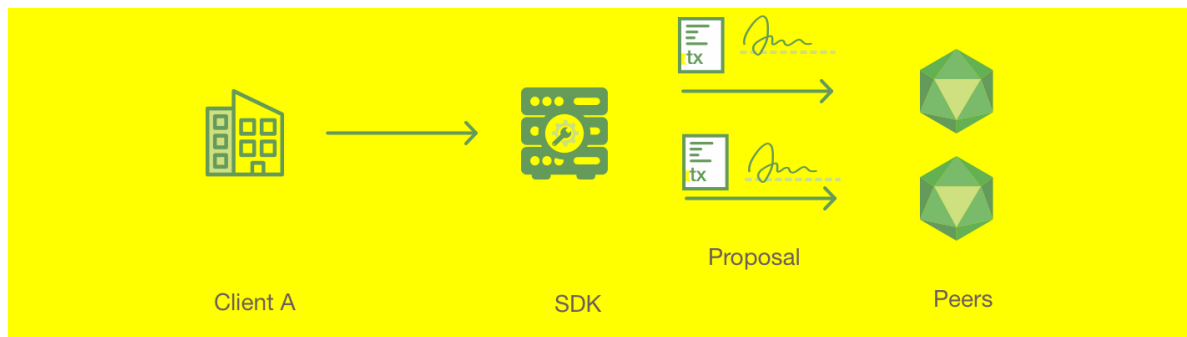 tx
tx
Proposal
Client A
SDK
Peers